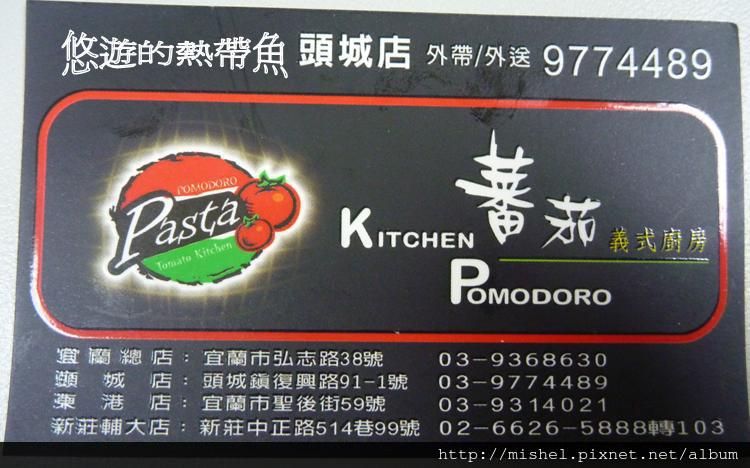 悠遊的熱帶魚 頭城店 外帶/外送 9774489
POMODORO
Pasta
Tomato Kitchen
蕃茄 義式廚房
KITCHEN
POMODORO
宜蘭總店：宜蘭市弘志路38號 03-9368630
頭城店：頭城鎮復興路91-1號 03-9774489
東港店：宜蘭市聖後街59號 03-9314021
新莊輔大店：新莊中正路514巷99號 02-6626-5888轉103
http://mishel.pixnet.net/album